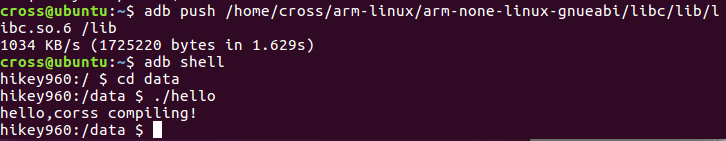 cross@ubuntu:~$ adb push /home/cross/arm-linux/arm-none-linux-gnueabi/libc/lib/l
ibc.so.6 /lib
1034 KB/s (1725220 bytes in 1.629s)
cross@ubuntu:~$ adb shell
hikey960:/ $ cd data
hikey960:/data $ ./hello
hello,corss compiling!
hikey960:/data $